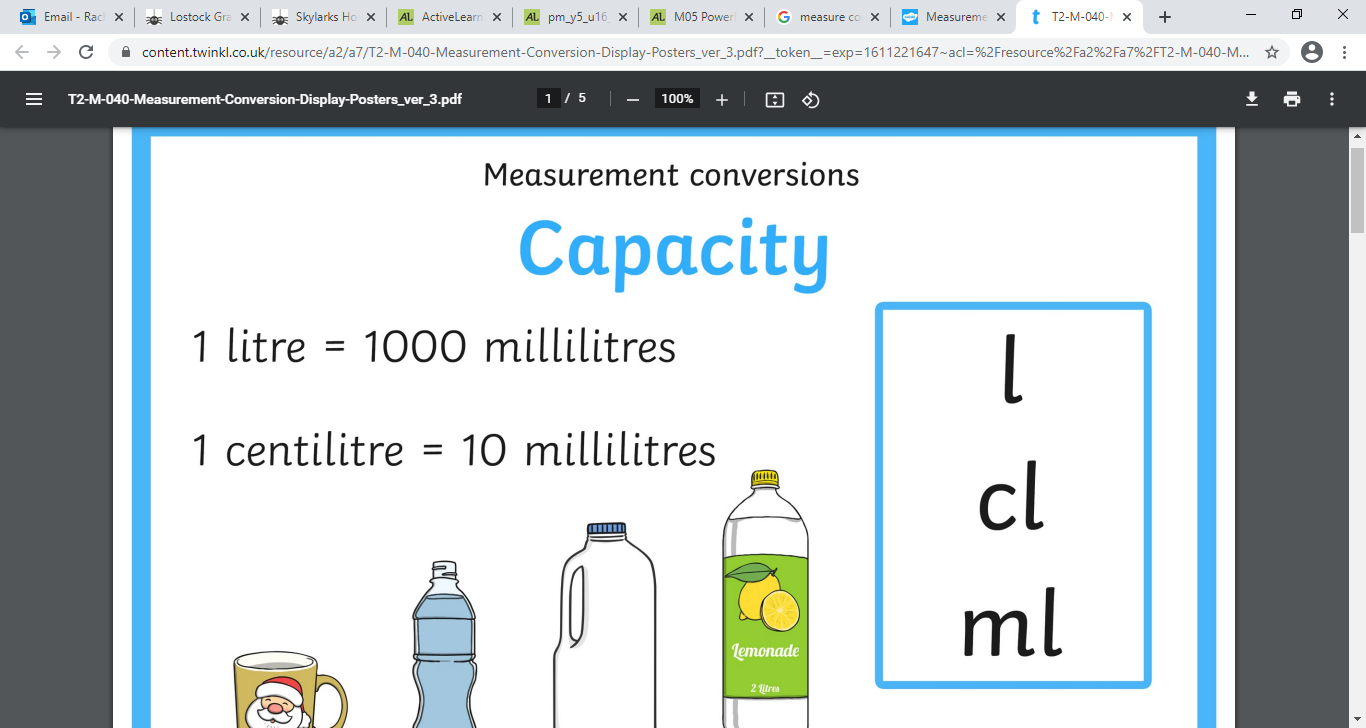 Email - Rac
Lostock Gra
Skylarks Ho
ActiveLearn
pm_y5_u16_
M05 Power
measure co
Measureme
T2-M-040-
content.twinkl.co.uk/resource/a2/a7/T2-M-040-Measurement-Conversion-Display-Posters_ver_3.pdf?__token__=exp=1611221647~acl=%2Fresource%2Fa2%2Fa7%2FT2-M-040-M...
T2-M-040-Measurement-Conversion-Display-Posters_ver_3.pdf
1 / 5
100%
Measurement conversions
Capacity
1 litre = 1000 millilitres
1 centilitre = 10 millilitres
l
cl
ml
Lemonade
2 Litres